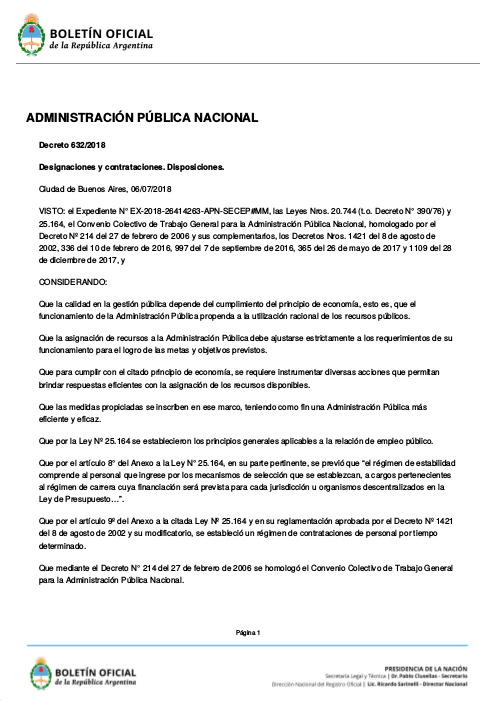 BOLETÍN OFICIAL
de la República Argentina
ADMINISTRACIÓN PÚBLICA NACIONAL
Decreto 632/2018
Designaciones y contrataciones. Disposiciones.
Ciudad de Buenos Aires, 06/07/2018
VISTO: el Expediente N° EX-2018-26414263-APN-SECEP#MM, las Leyes Nros. 20.744 (t.o. Decreto N° 390/76) y
25.164, el Convenio Colectivo de Trabajo General para la Administración Pública Nacional, homologado por el
Decreto Nº 214 del 27 de febrero de 2006 y sus complementarios, los Decretos Nros. 1421 del 8 de agosto de
2002, 336 del 10 de febrero de 2016, 997 del 7 de septiembre de 2016, 365 del 26 de mayo de 2017 y 1109 del 28
de diciembre de 2017, y
CONSIDERANDO:
Que la calidad en la gestión pública depende del cumplimiento del principio de economía, esto es, que el
funcionamiento de la Administración Pública propenda a la utilización racional de los recursos públicos.
Que la asignación de recursos a la Administración Pública debe ajustarse estrictamente a los requerimientos de su
funcionamiento para el logro de las metas y objetivos previstos.
Que para cumplir con el citado principio de economía, se requiere instrumentar diversas acciones que permitan
brindar respuestas eficientes con la asignación de los recursos disponibles.
Que las medidas propiciadas se inscriben en ese marco, teniendo como fin una Administración Pública más
eficiente y eficaz.
Que por la Ley Nº 25.164 se establecieron los principios generales aplicables a la relación de empleo público.
Que por el artículo 8° del Anexo a la Ley N° 25.164, en su parte pertinente, se previó que “el régimen de estabilidad
comprende al personal que ingrese por los mecanismos de selección que se establezcan, a cargos pertenecientes
al régimen de carrera cuya financiación será prevista para cada jurisdicción u organismos descentralizados en la
Ley de Presupuesto…”.
Que por el artículo 9º del Anexo a la citada Ley Nº 25.164 y en su reglamentación aprobada por el Decreto Nº 1421
del 8 de agosto de 2002 y su modificatorio, se estableció un régimen de contrataciones de personal por tiempo
determinado.
Que mediante el Decreto N° 214 del 27 de febrero de 2006 se homologó el Convenio Colectivo de Trabajo General
para la Administración Pública Nacional.
Página 1
BOLETÍN OFICIAL
de la República Argentina
PRESIDENCIA DE LA NACIÓN
Secretaría Legal y Técnica | Dr. Pablo Clusellas - Secretario
Dirección Nacional del Registro Oficial | Lic. Ricardo Sarinelli - Director Nacional